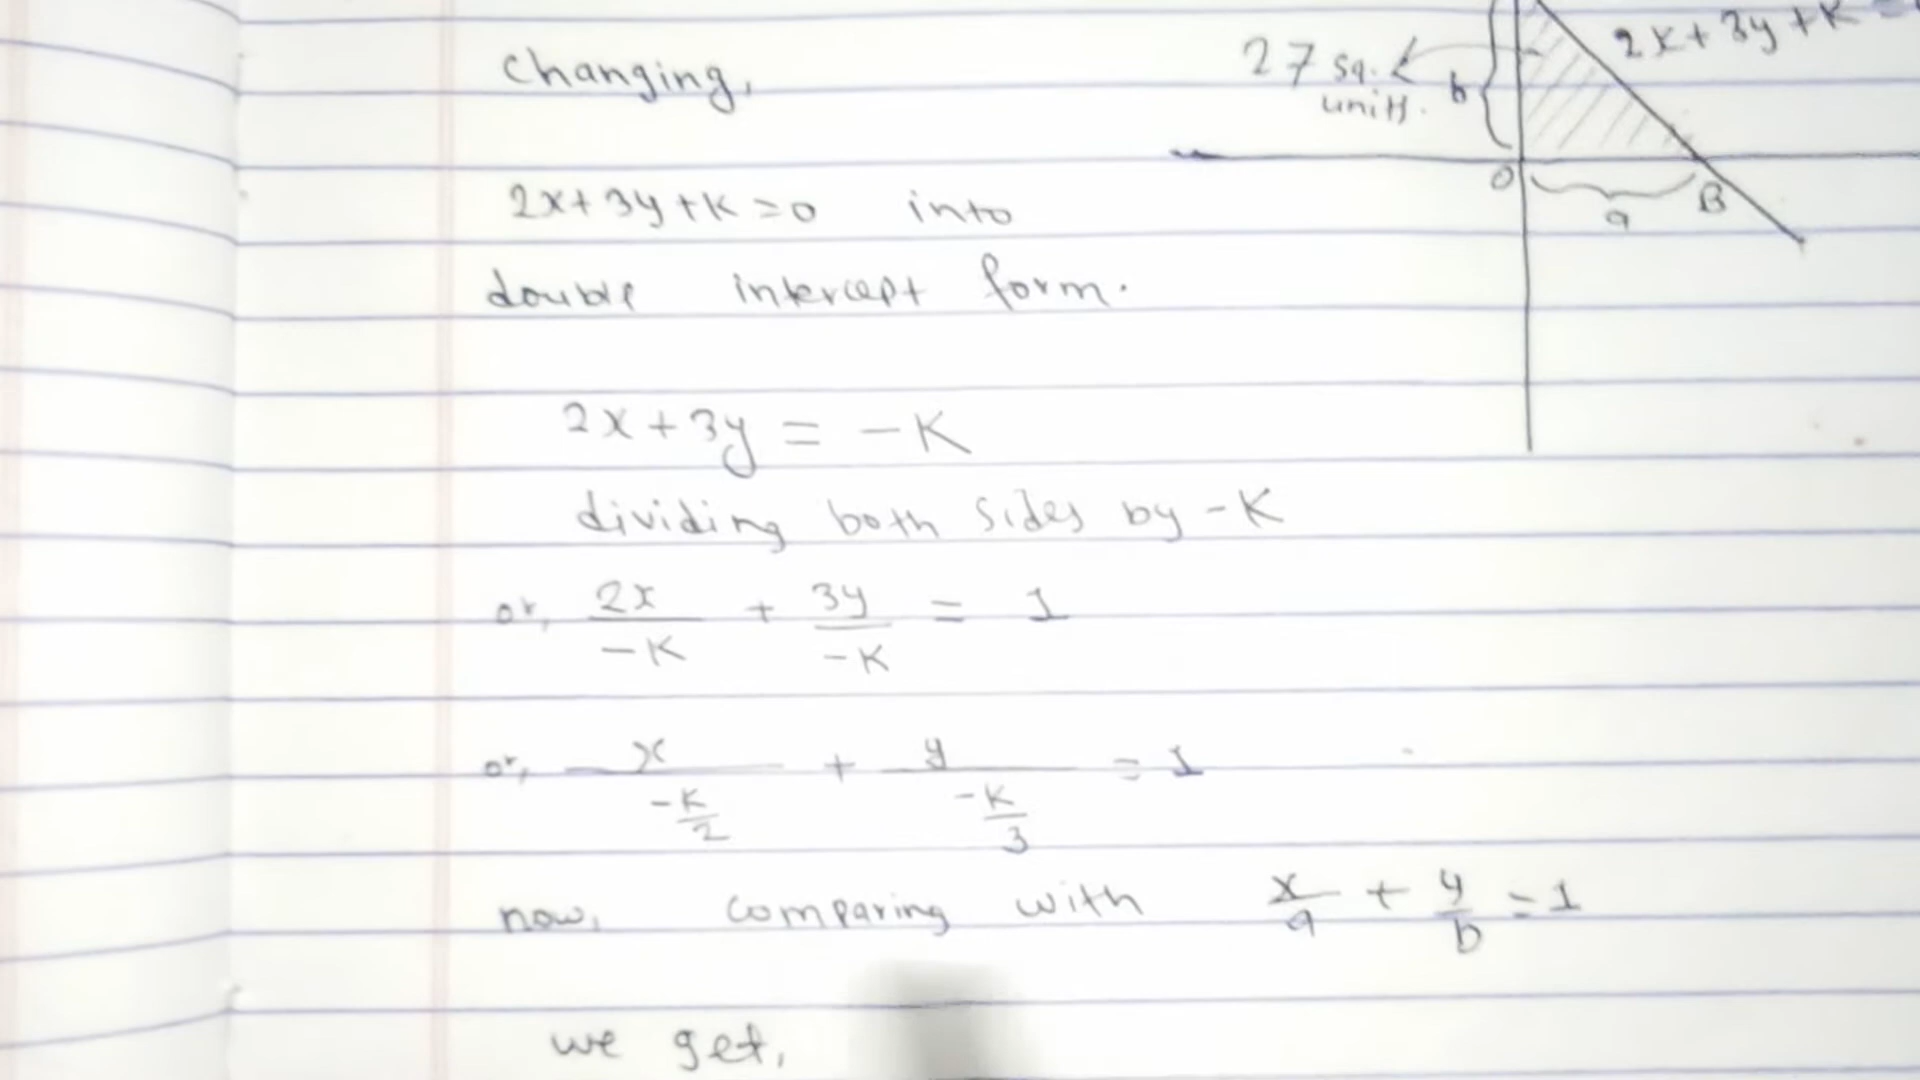 changing,
27 sq. units.
b
2x+3y+k=
O
a
B
2x+3y+k=0 into
double intercept form.
2x+3y = -k
dividing both sides by -k
or, 2x/-k + 3y/-k = 1
or, x/(-k/2) + y/(-k/3) = 1
now, comparing with x/a + y/b = 1
we get,